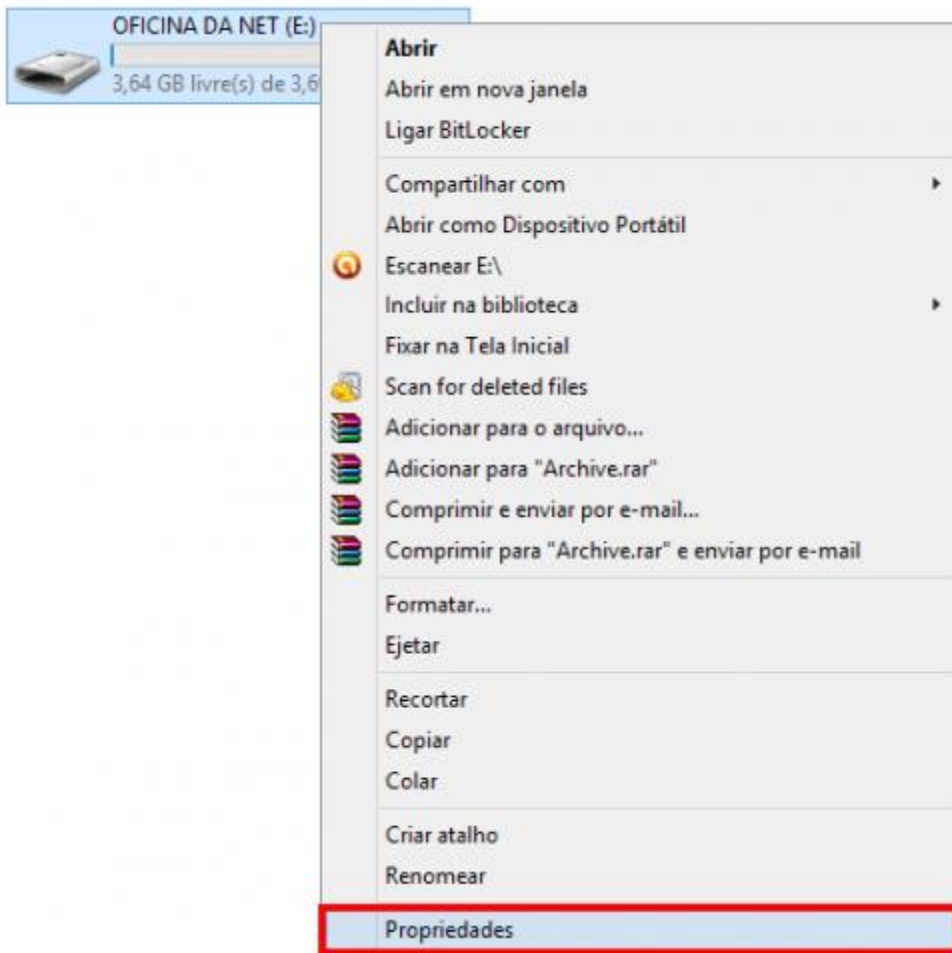 OFICINA DA NET (E:)
3,64 GB livre(s) de 3,6
Abrir
Abrir em nova janela
Ligar BitLocker
Compartilhar com
Abrir como Dispositivo Portátil
Escanear E:\
Incluir na biblioteca
Fixar na Tela Inicial
Scan for deleted files
Adicionar para o arquivo...
Adicionar para "Archive.rar"
Comprimir e enviar por e-mail...
Comprimir para "Archive.rar" e enviar por e-mail
Formatar...
Ejetar
Recortar
Copiar
Colar
Criar atalho
Renomear
Propriedades